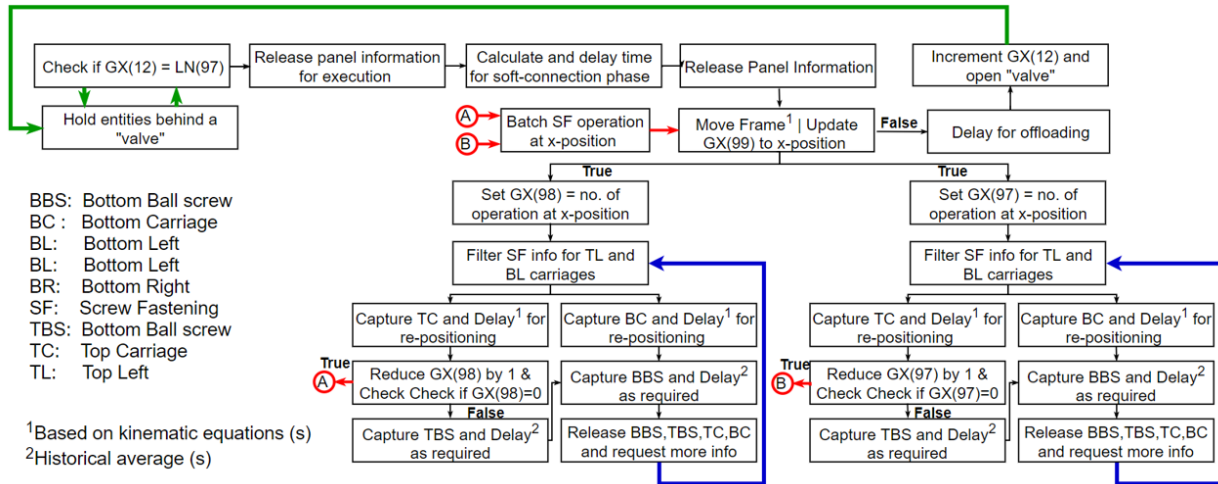 Check if GX(12) = LN(97)
Release panel information
for execution
Calculate and delay time
for soft-connection phase
Release Panel Information
Increment GX(12) and
open "valve"
Hold entities behind a
"valve"
A
B
Batch SF operation
at x-position
Move Frame¹ | Update
GX(99) to x-position
False
Delay for offloading
True
True
Set GX(98) = no. of
operation at x-position
Set GX(97) = no. of
operation at x-position
Filter SF info for TL and
BL carriages
Filter SF info for TL and
BL carriages
Capture TC and Delay¹ for
re-positioning
Capture BC and Delay¹ for
re-positioning
Capture TC and Delay¹ for
re-positioning
Capture BC and Delay¹ for
re-positioning
True
A
Reduce GX(98) by 1 &
Check Check if GX(98)=0
False
Capture BBS and Delay²
as required
True
B
Reduce GX(97) by 1 &
Check Check if GX(97)=0
False
Capture BBS and Delay²
as required
Capture TBS and Delay²
as required
Release BBS,TBS,TC,BC
and request more info
Capture TBS and Delay²
as required
Release BBS,TBS,TC,BC
and request more info
BBS: Bottom Ball screw
BC : Bottom Carriage
BL: Bottom Left
BL: Bottom Left
BR: Bottom Right
SF: Screw Fastening
TBS: Bottom Ball screw
TC: Top Carriage
TL: Top Left
¹Based on kinematic equations (s)
²Historical average (s)